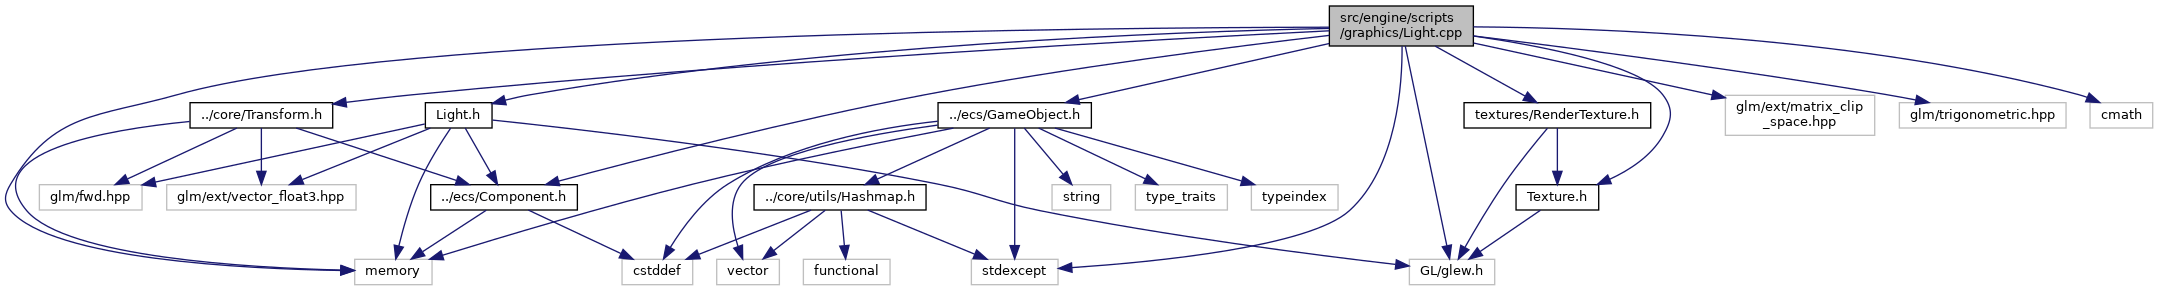 src/engine/scripts
/graphics/Light.cpp
../core/Transform.h
Light.h
../ecs/GameObject.h
textures/RenderTexture.h
glm/ext/matrix_clip
_space.hpp
glm/trigonometric.hpp
cmath
glm/fwd.hpp
glm/ext/vector_float3.hpp
../ecs/Component.h
../core/utils/Hashmap.h
string
type_traits
typeindex
Texture.h
memory
cstddef
vector
functional
stdexcept
GL/glew.h